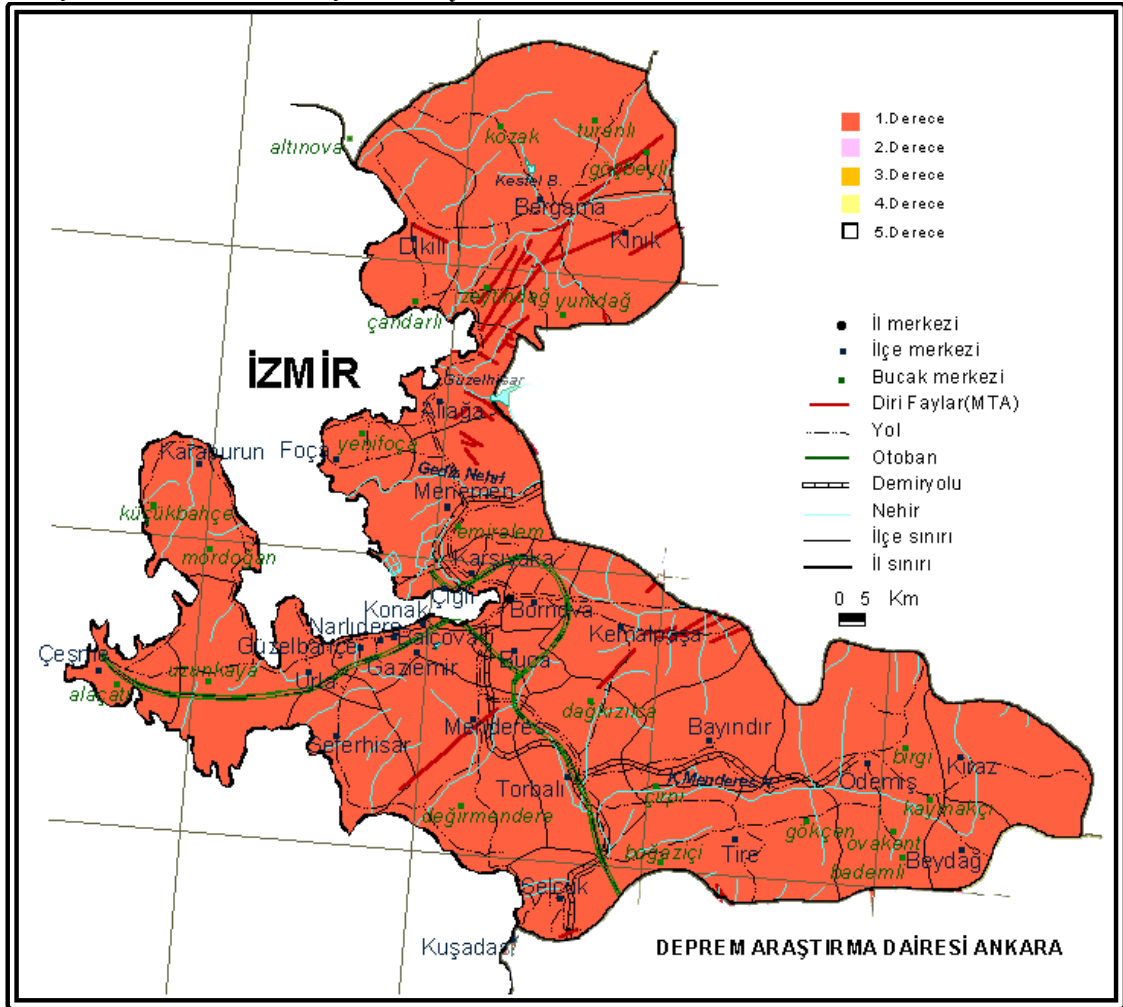 altınova
kozak
turanlı
göçbeyli
Kestel B.
Bergama
Dikili
Kınık
zeytindağ
yuntdağ
çandarlı
1.Derece
2.Derece
3.Derece
4.Derece
5.Derece
İZMİR
İl merkezi
İlçe merkezi
Bucak merkezi
Diri Faylar(MTA)
Yol
Otoban
Demiryolu
Nehir
İlçe sınırı
İl sınırı
0 5 Km
Güzelhisar
Aliağa
yenifoça
Foça
Karaburun
Gediz Nehri
Menemen
küçükbahçe
emiralem
mordoğan
Karşıyaka
Çiğli
Konak
Bornova
Narlıdere
Balçova
Kemalpaşa
Güzelbahçe
Gaziemir
Buca
Çeşme
uzunkaya
Urla
alaçatı
dağkızılca
Seferhisar
Menderes
Bayındır
birgi
Kiraz
Torbalı
K.Menderes N.
Ödemiş
çırpı
kaymakçı
değirmendere
gökçen
ovakent
boğaziçi
Tire
bademli
Beydağ
Selçuk
Kuşadası
DEPREM ARAŞTIRMA DAİRESİ ANKARA